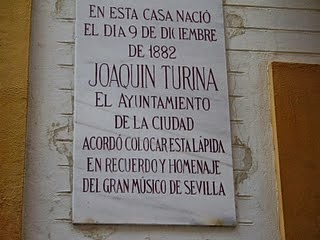 EN ESTA CASA NACIÓ
EL DIA 9 DE DICIEMBRE
DE 1882
JOAQUIN TURINA
EL AYUNTAMIENTO
DE LA CIUDAD
ACORDÓ COLOCAR ESTA LÁPIDA
EN RECUERDO Y HOMENAJE
DEL GRAN MÚSICO DE SEVILLA